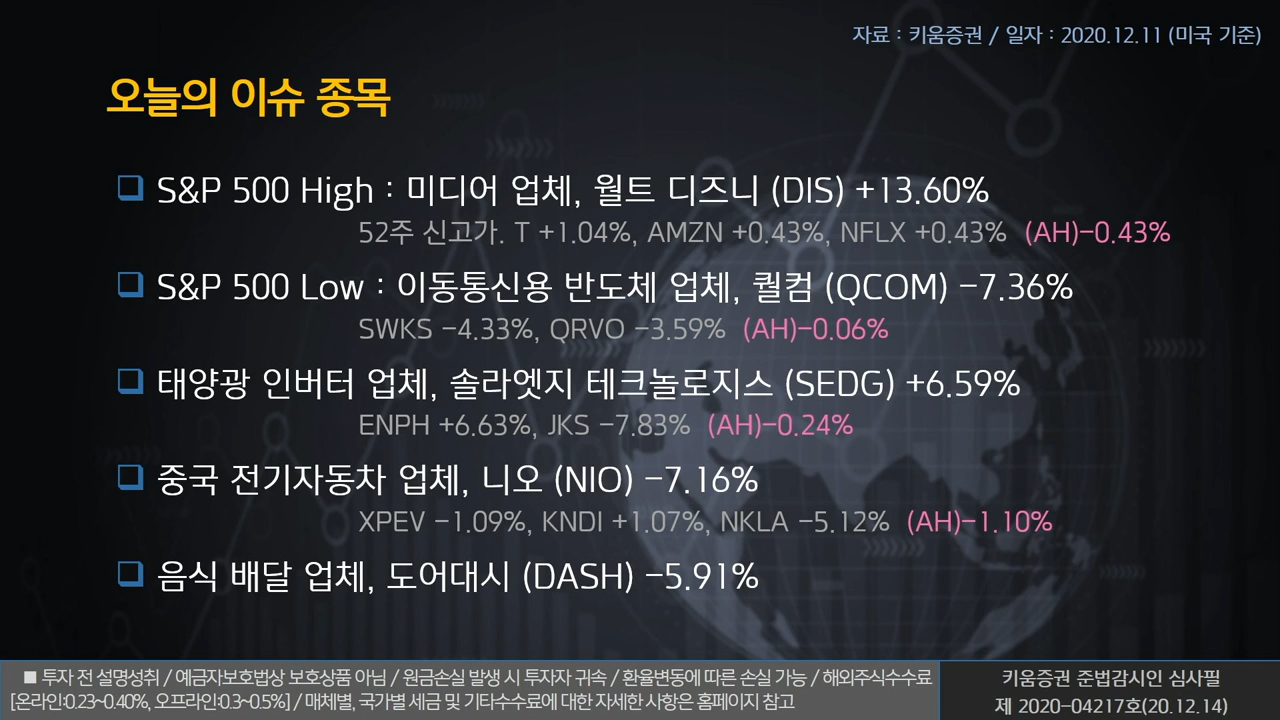 자료 : 키움증권 / 일자 : 2020.12.11 (미국 기준)
오늘의 이슈 종목
❑ S&P 500 High : 미디어 업체, 월트 디즈니 (DIS) +13.60%
52주 신고가. T +1.04%, AMZN +0.43%, NFLX +0.43% (AH)-0.43%
❑ S&P 500 Low : 이동통신용 반도체 업체, 퀄컴 (QCOM) -7.36%
SWKS -4.33%, QRVO -3.59% (AH)-0.06%
❑ 태양광 인버터 업체, 솔라엣지 테크놀로지스 (SEDG) +6.59%
ENPH +6.63%, JKS -7.83% (AH)-0.24%
❑ 중국 전기자동차 업체, 니오 (NIO) -7.16%
XPEV -1.09%, KNDI +1.07%, NKLA -5.12% (AH)-1.10%
❑ 음식 배달 업체, 도어대시 (DASH) -5.91%
■ 투자 전 설명성취 / 예금자보호법상 보호상품 아님 / 원금손실 발생 시 투자자 귀속 / 환율변동에 따른 손실 가능 / 해외주식수수료
[온라인:0.23~0.40%, 오프라인:0.3~0.5%] / 매체별, 국가별 세금 및 기타수수료에 대한 자세한 사항은 홈페이지 참고
키움증권 준법감시인 심사필
제 2020-04217호(20.12.14)